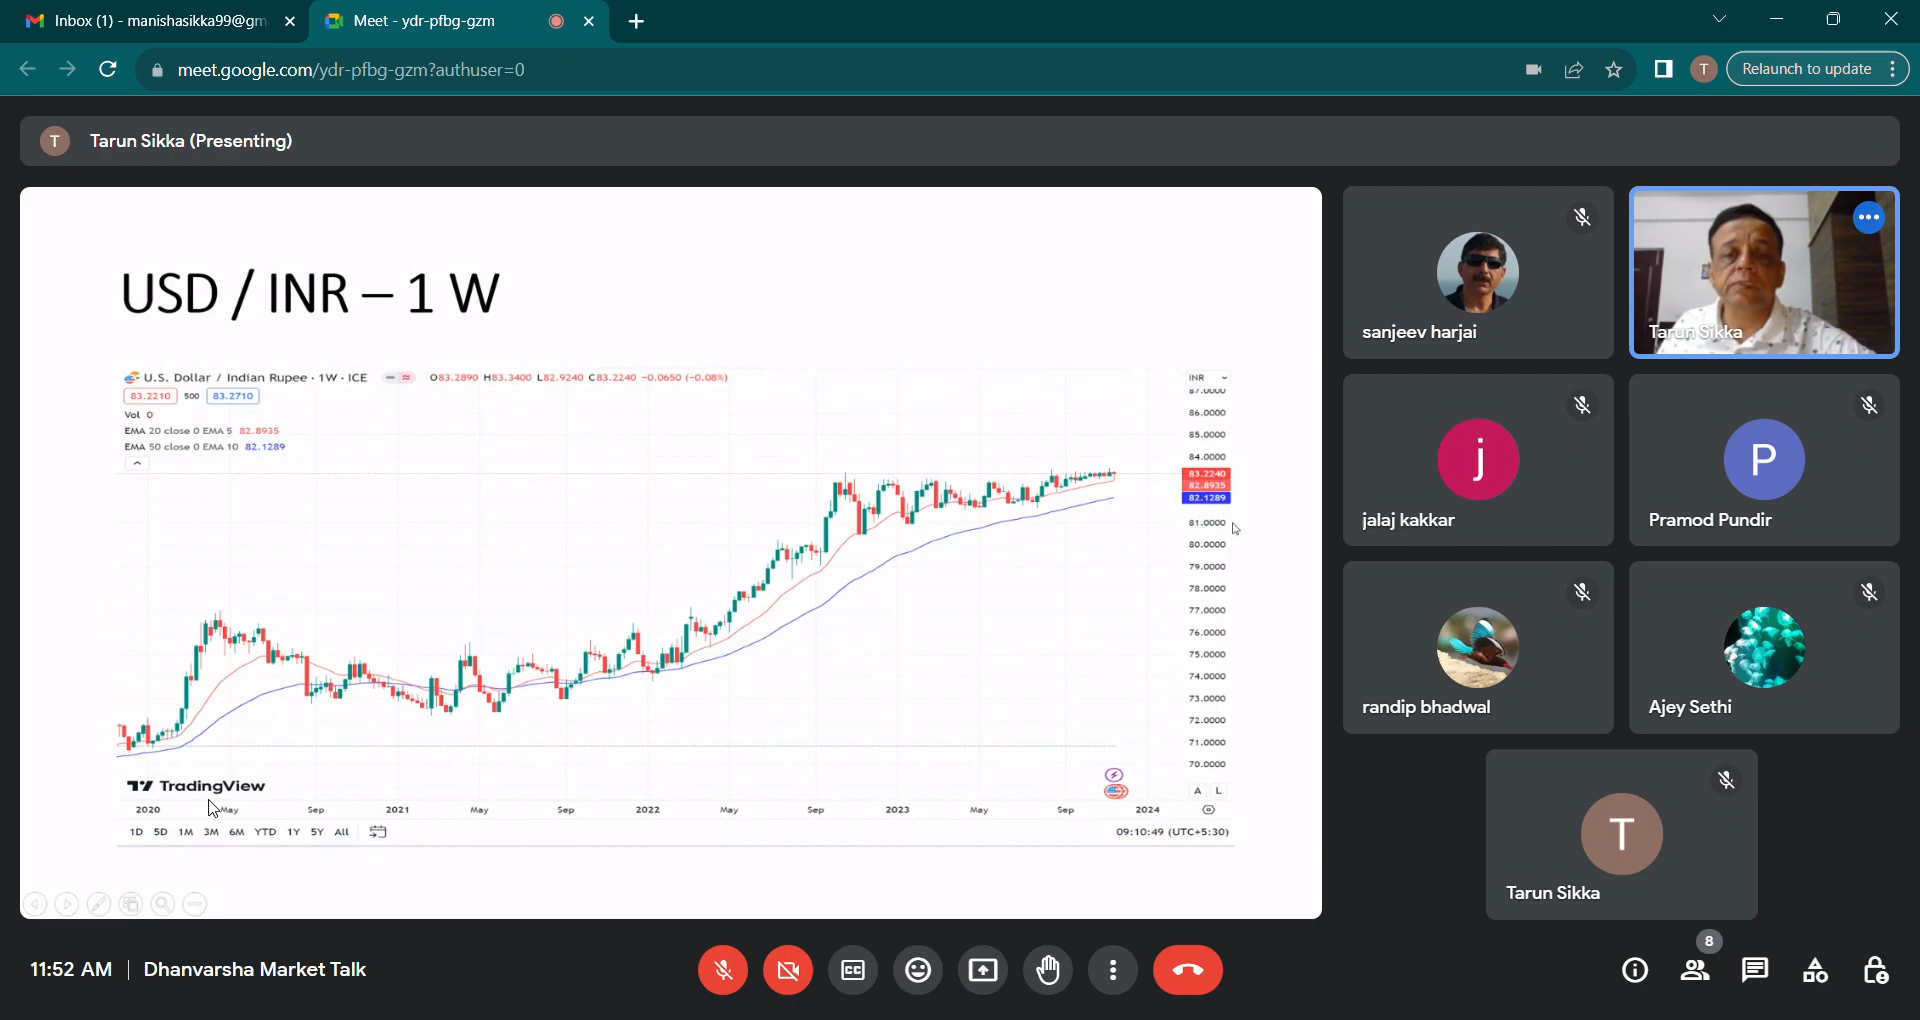 Inbox (1) - manishasikka99@gm
Meet - ydr-pfbg-gzm
meet.google.com/ydr-pfbg-gzm?authuser=0
T
Relaunch to update
T
Tarun Sikka (Presenting)
USD / INR – 1 W
U.S. Dollar / Indian Rupee · 1W · ICE
O83.2890 H83.3400 L82.9240 C83.2240 -0.0650 (-0.08%)
83.2210 500 83.2710
Vol 0
EMA 20 close 0 EMA 5 82.8935
EMA 50 close 0 EMA 10 82.1289
INR
87.0000
86.0000
85.0000
84.0000
83.2240
82.8935
82.1289
81.0000
80.0000
79.0000
78.0000
77.0000
76.0000
75.0000
74.0000
73.0000
72.0000
71.0000
70.0000
TradingView
A L
2020 May Sep 2021 May Sep 2022 May Sep 2023 May Sep 2024
1D 5D 1M 3M 6M YTD 1Y 5Y All
09:10:49 (UTC+5:30)
sanjeev harjai
Tarun Sikka
j
jalaj kakkar
P
Pramod Pundir
randip bhadwal
Ajey Sethi
T
Tarun Sikka
11:52 AM | Dhanvarsha Market Talk
CC
8